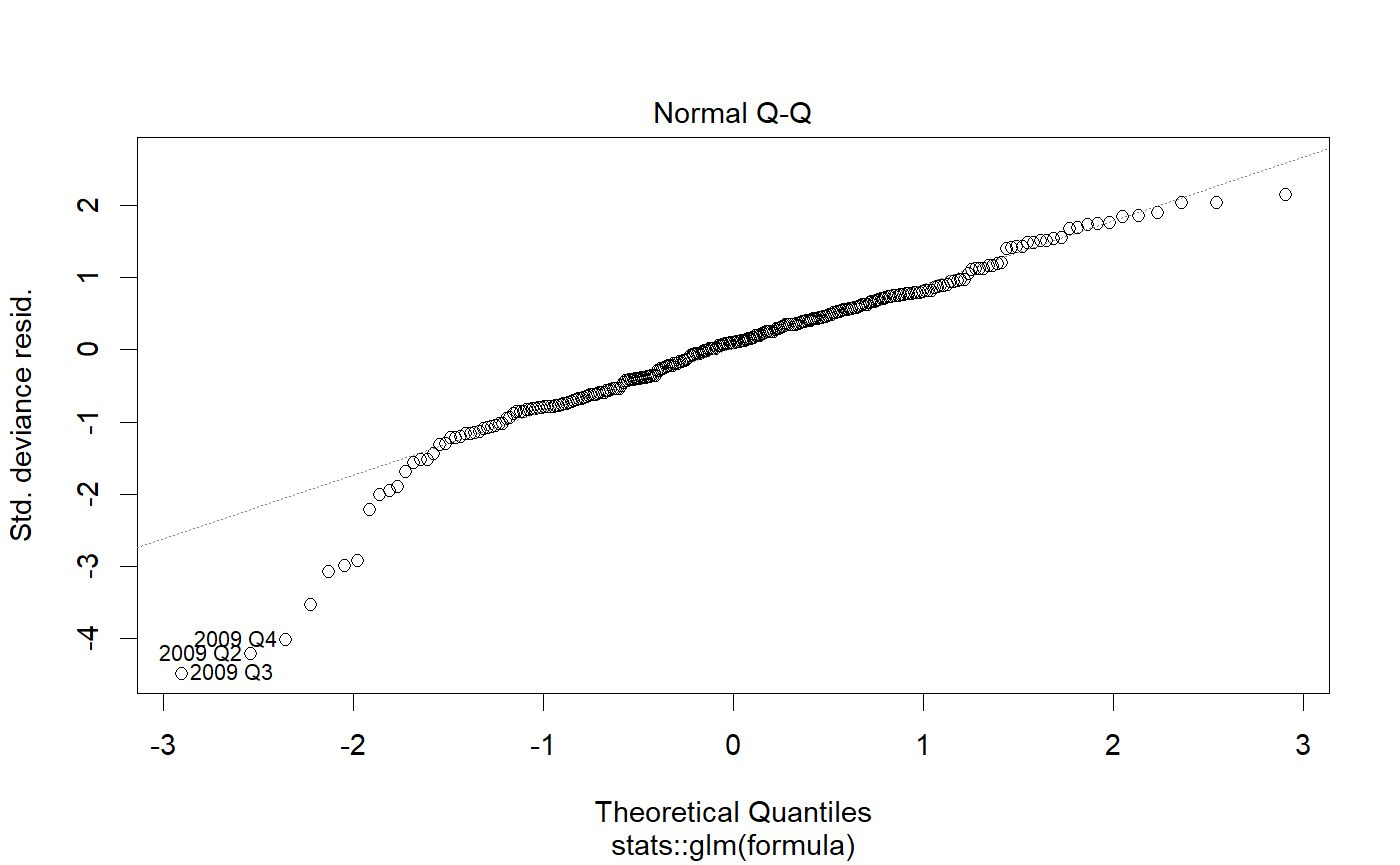 Normal Q-Q
Std. deviance resid.
2
1
0
-1
-2
-3
-4
2009 Q4
2009 Q2
2009 Q3
-3 -2 -1 0 1 2 3
Theoretical Quantiles
stats::glm(formula)